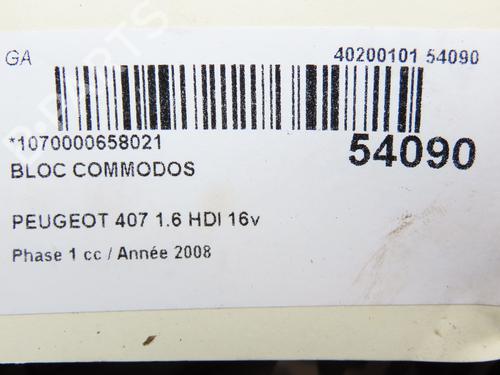 GA
40200101 54090
*1070000658021
54090
BLOC COMMODOS
PEUGEOT 407 1.6 HDI 16v
Phase 1 cc / Année 2008